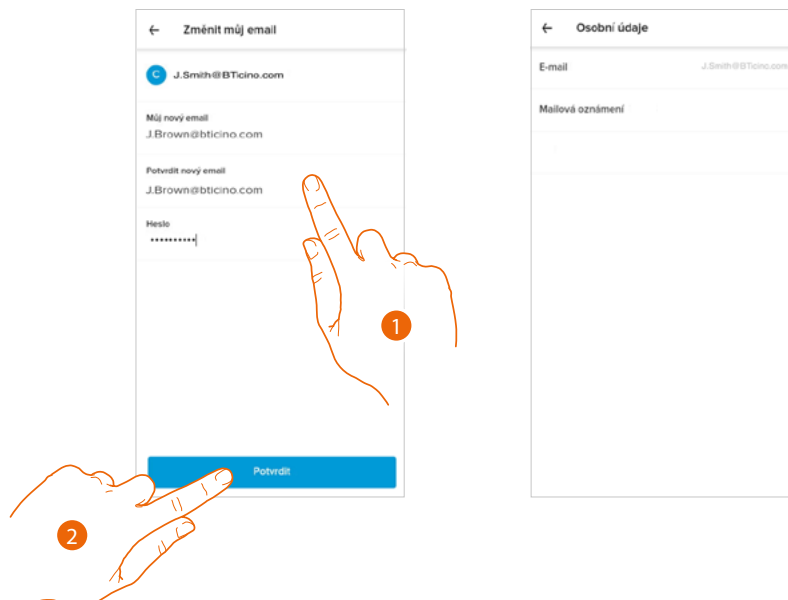 Změnit můj email
C J.Smith@BTicino.com
Můj nový email
J.Brown@bticino.com
Potvrdit nový email
J.Brown@bticino.com
Heslo
••••••••••
1
Potvrdit
2
Osobní údaje
E-mail J.Smith@BTicino.com
Mailová oznámení